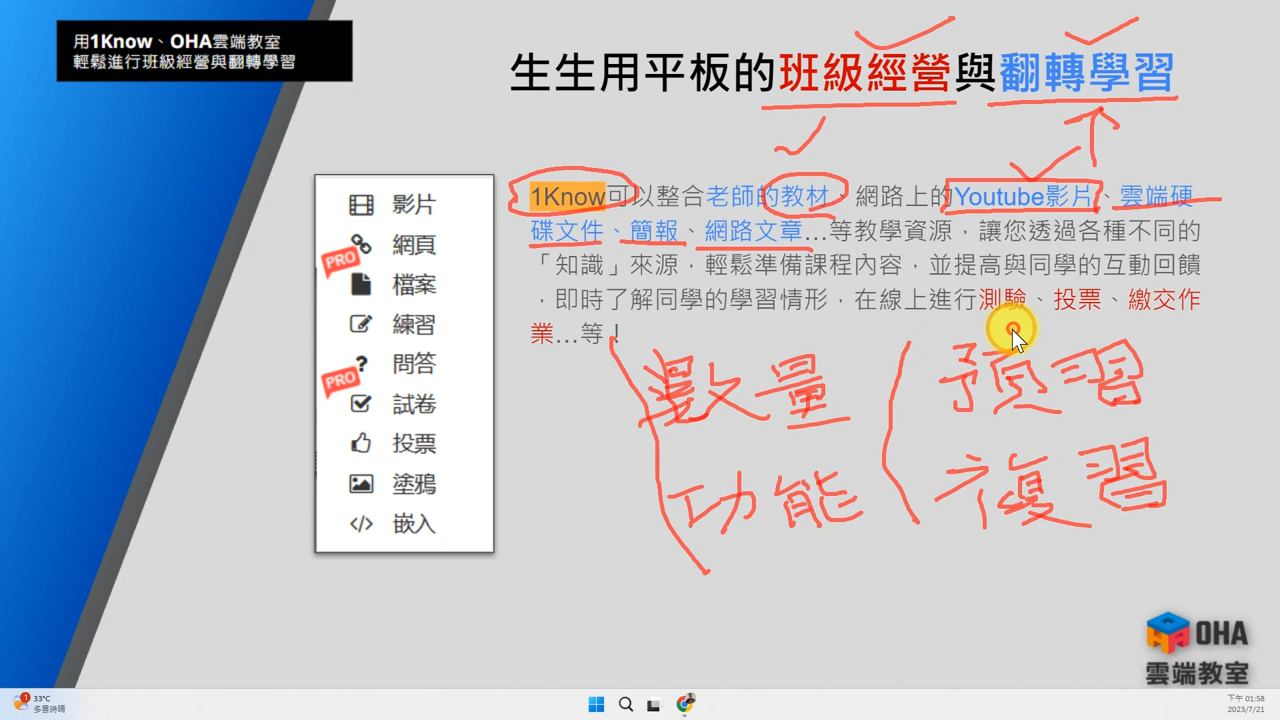 用1Know、OHA雲端教室
輕鬆進行班級經營與翻轉學習
生生用平板的班級經營與翻轉學習
1Know可以整合老師的教材、網路上的Youtube影片、雲端硬
碟文件、簡報、網路文章...等教學資源，讓您透過各種不同的
「知識」來源，輕鬆準備課程內容，並提高與同學的互動回饋
，即時了解同學的學習情形，在線上進行測驗、投票、繳交作
業...等！
影片
網頁
PRO
檔案
練習
問答
PRO
試卷
投票
塗鴉
嵌入
數量
功能
預習
復習
OHA
雲端教室
1
33°C
多雲時晴
下午 01:58
2023/7/21